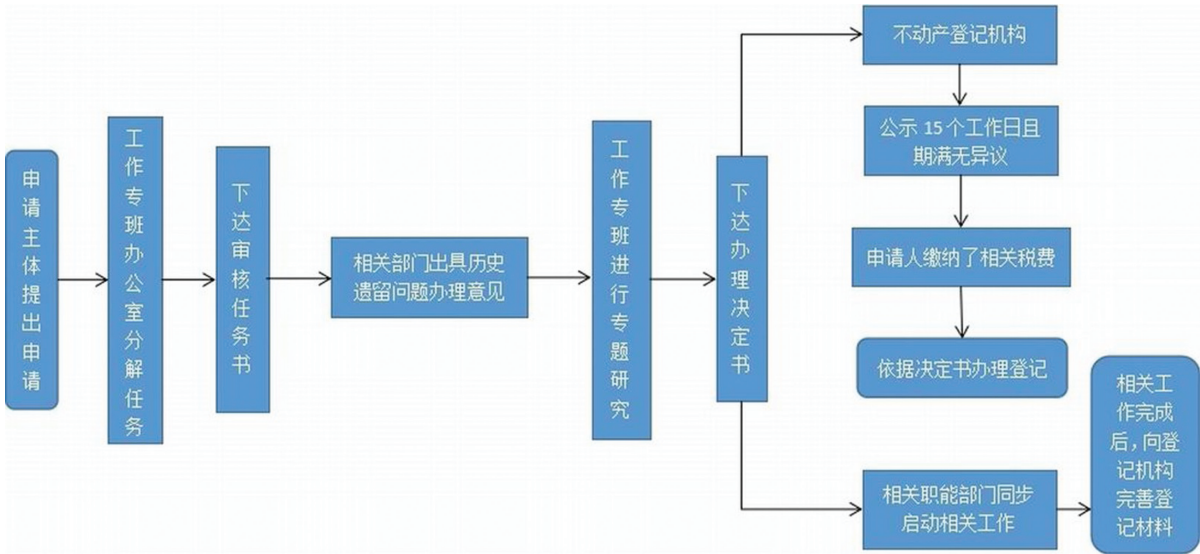 申请主体提出申请
工作专班办公室分解任务
下达审核任务书
相关部门出具历史
遗留问题办理意见
工作专班进行专题研究
下达办理决定书
不动产登记机构
公示 15 个工作日且
期满无异议
申请人缴纳了相关税费
依据决定书办理登记
相关职能部门同步
启动相关工作
相关工
作完成
后，向登
记机构
完善登
记材料